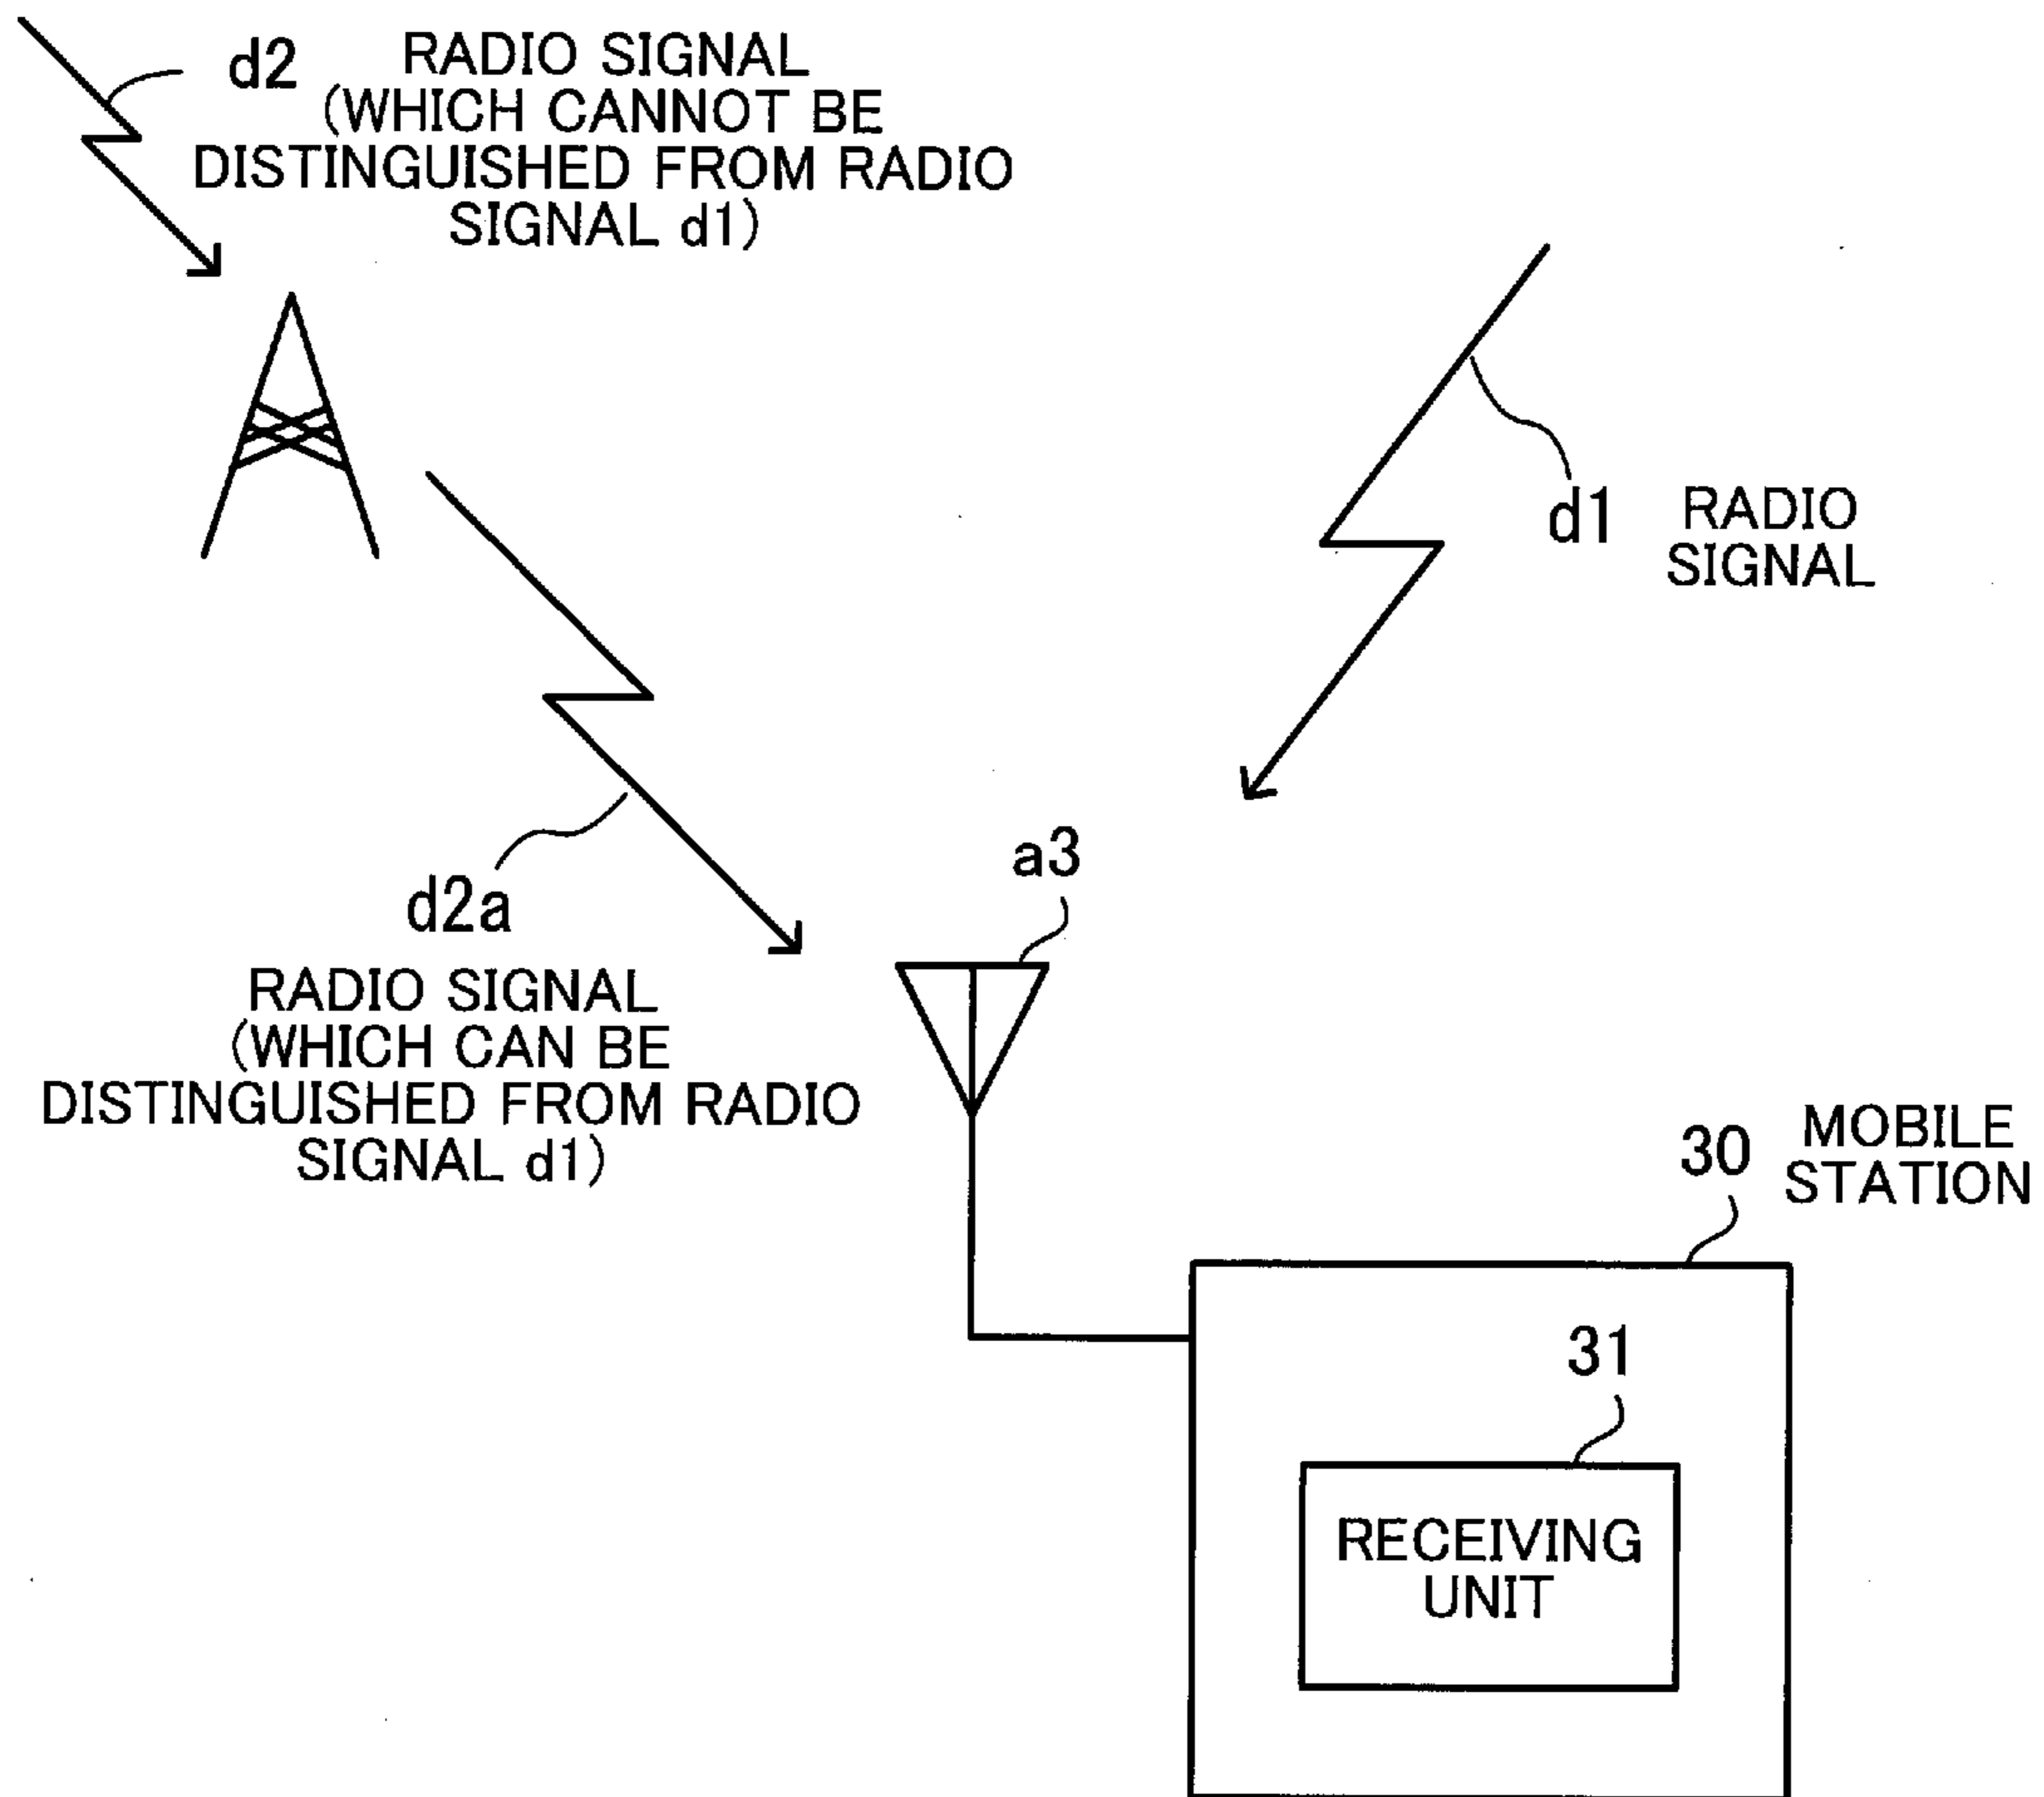 d2
RADIO SIGNAL
(WHICH CANNOT BE
DISTINGUISHED FROM RADIO
SIGNAL d1)
d1
RADIO
SIGNAL
d2a
RADIO SIGNAL
(WHICH CAN BE
DISTINGUISHED FROM RADIO
SIGNAL d1)
a3
30
MOBILE
STATION
31
RECEIVING
UNIT